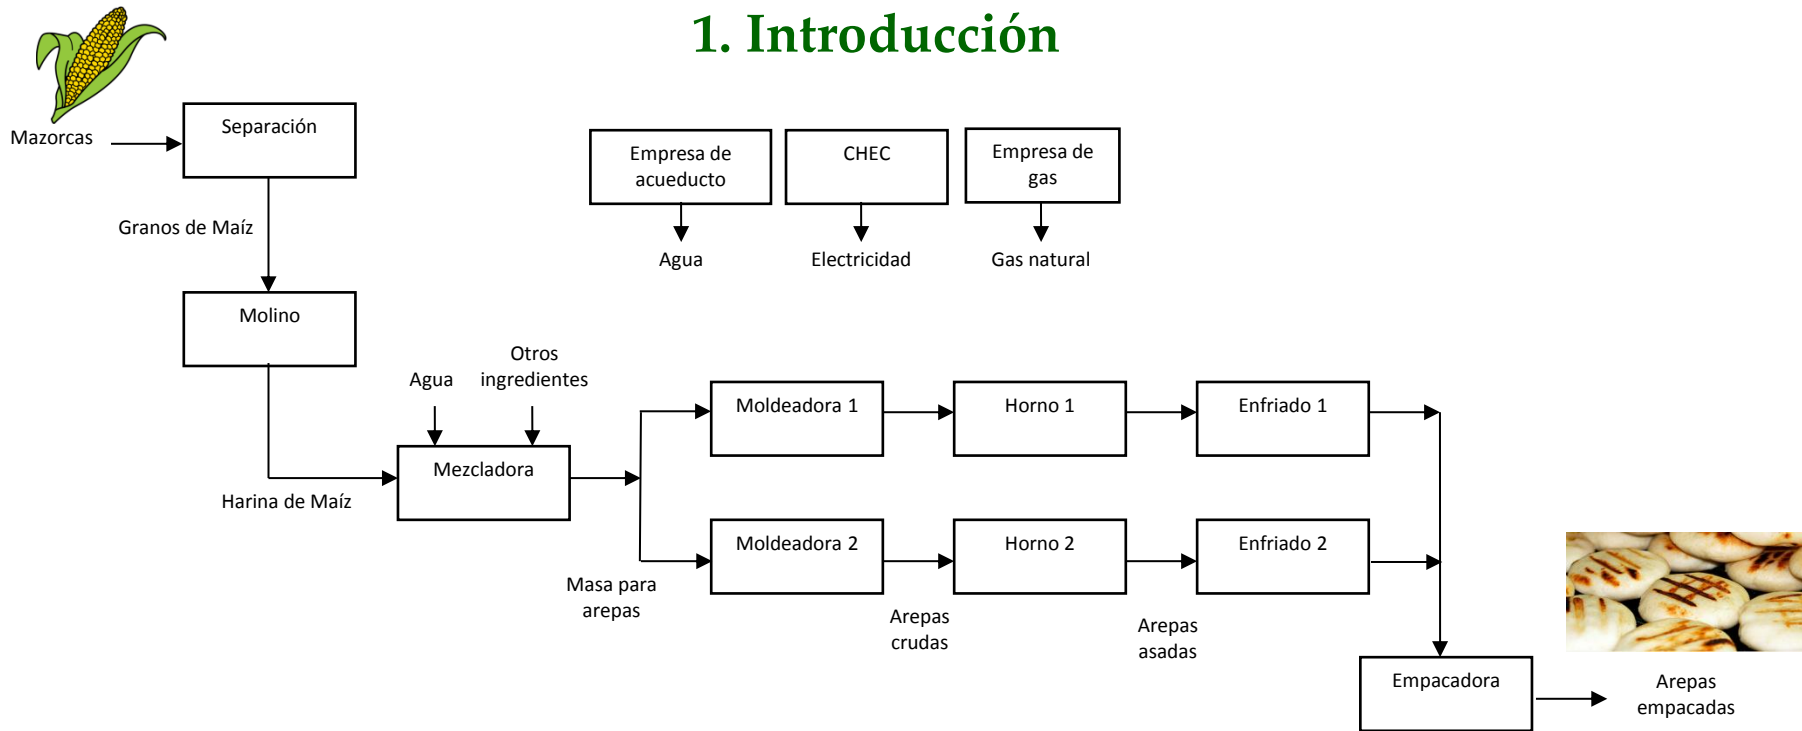 1. Introducción
Mazorcas
Separación
Empresa de
acueducto
CHEC
Empresa de
gas
Granos de Maíz
Agua
Electricidad
Gas natural
Molino
Agua
Otros
ingredientes
Moldeadora 1
Horno 1
Enfriado 1
Mezcladora
Harina de Maíz
Moldeadora 2
Horno 2
Enfriado 2
Masa para
arepas
Arepas
crudas
Arepas
asadas
Empacadora
Arepas
empacadas